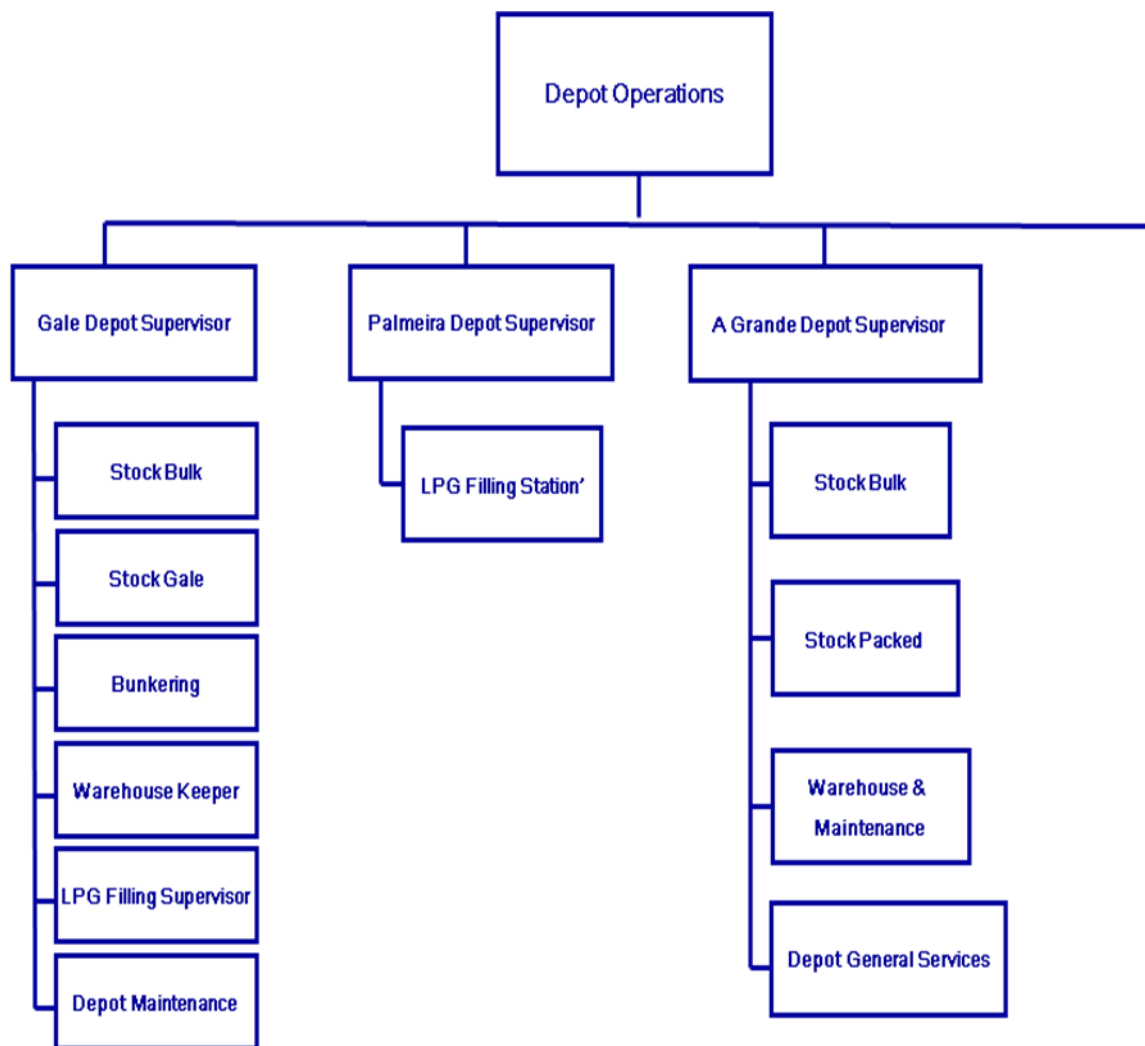 Depot Operations
Gale Depot Supervisor
Palmeira Depot Supervisor
A Grande Depot Supervisor
Stock Bulk
Stock Gale
Bunkering
Warehouse Keeper
LPG Filling Supervisor
Depot Maintenance
LPG Filling Station’
Stock Bulk
Stock Packed
Warehouse &
Maintenance
Depot General Services